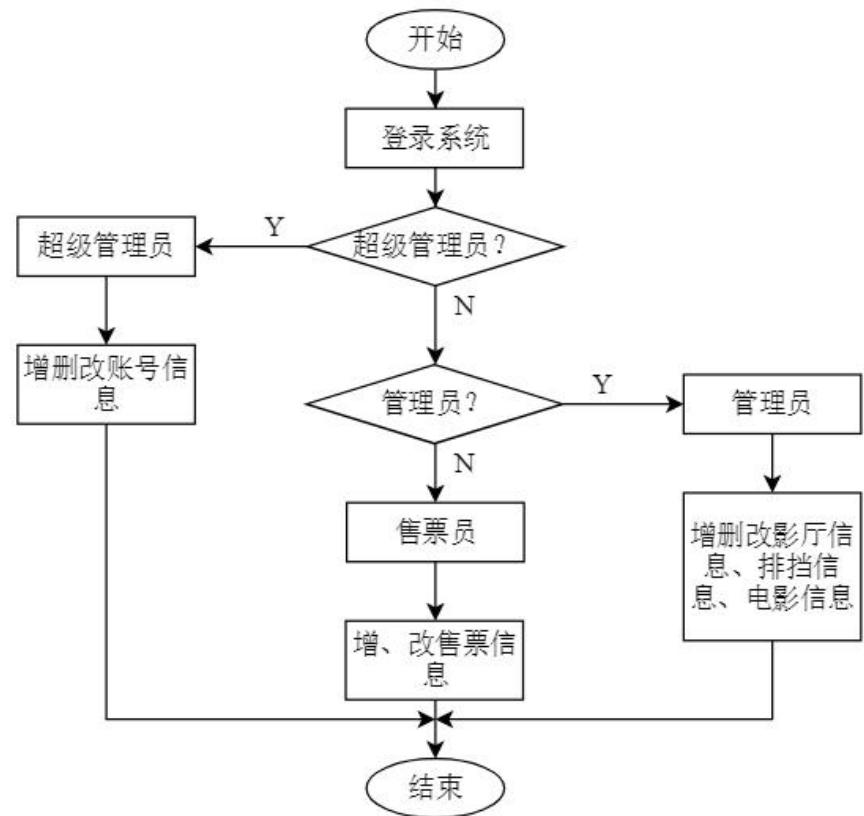 开始
登录系统
Y
超级管理员
超级管理员？
N
增删改账号信
息
管理员？
Y
管理员
N
售票员
增删改影厅信
息、排挡信
息、电影信息
增、改售票信
息
结束